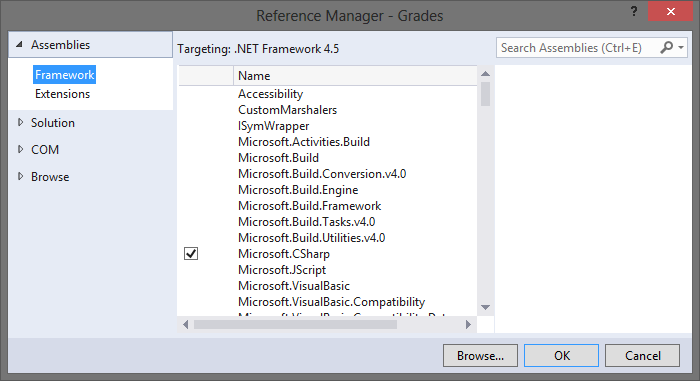 Reference Manager - Grades
?
Assemblies
Framework
Extensions
Solution
COM
Browse
Targeting: .NET Framework 4.5
Search Assemblies (Ctrl+E)
Name
Accessibility
CustomMarshalers
ISymWrapper
Microsoft.Activities.Build
Microsoft.Build
Microsoft.Build.Conversion.v4.0
Microsoft.Build.Engine
Microsoft.Build.Framework
Microsoft.Build.Tasks.v4.0
Microsoft.Build.Utilities.v4.0
Microsoft.CSharp
Microsoft.JScript
Microsoft.VisualBasic
Microsoft.VisualBasic.Compatibility
Browse...
OK
Cancel